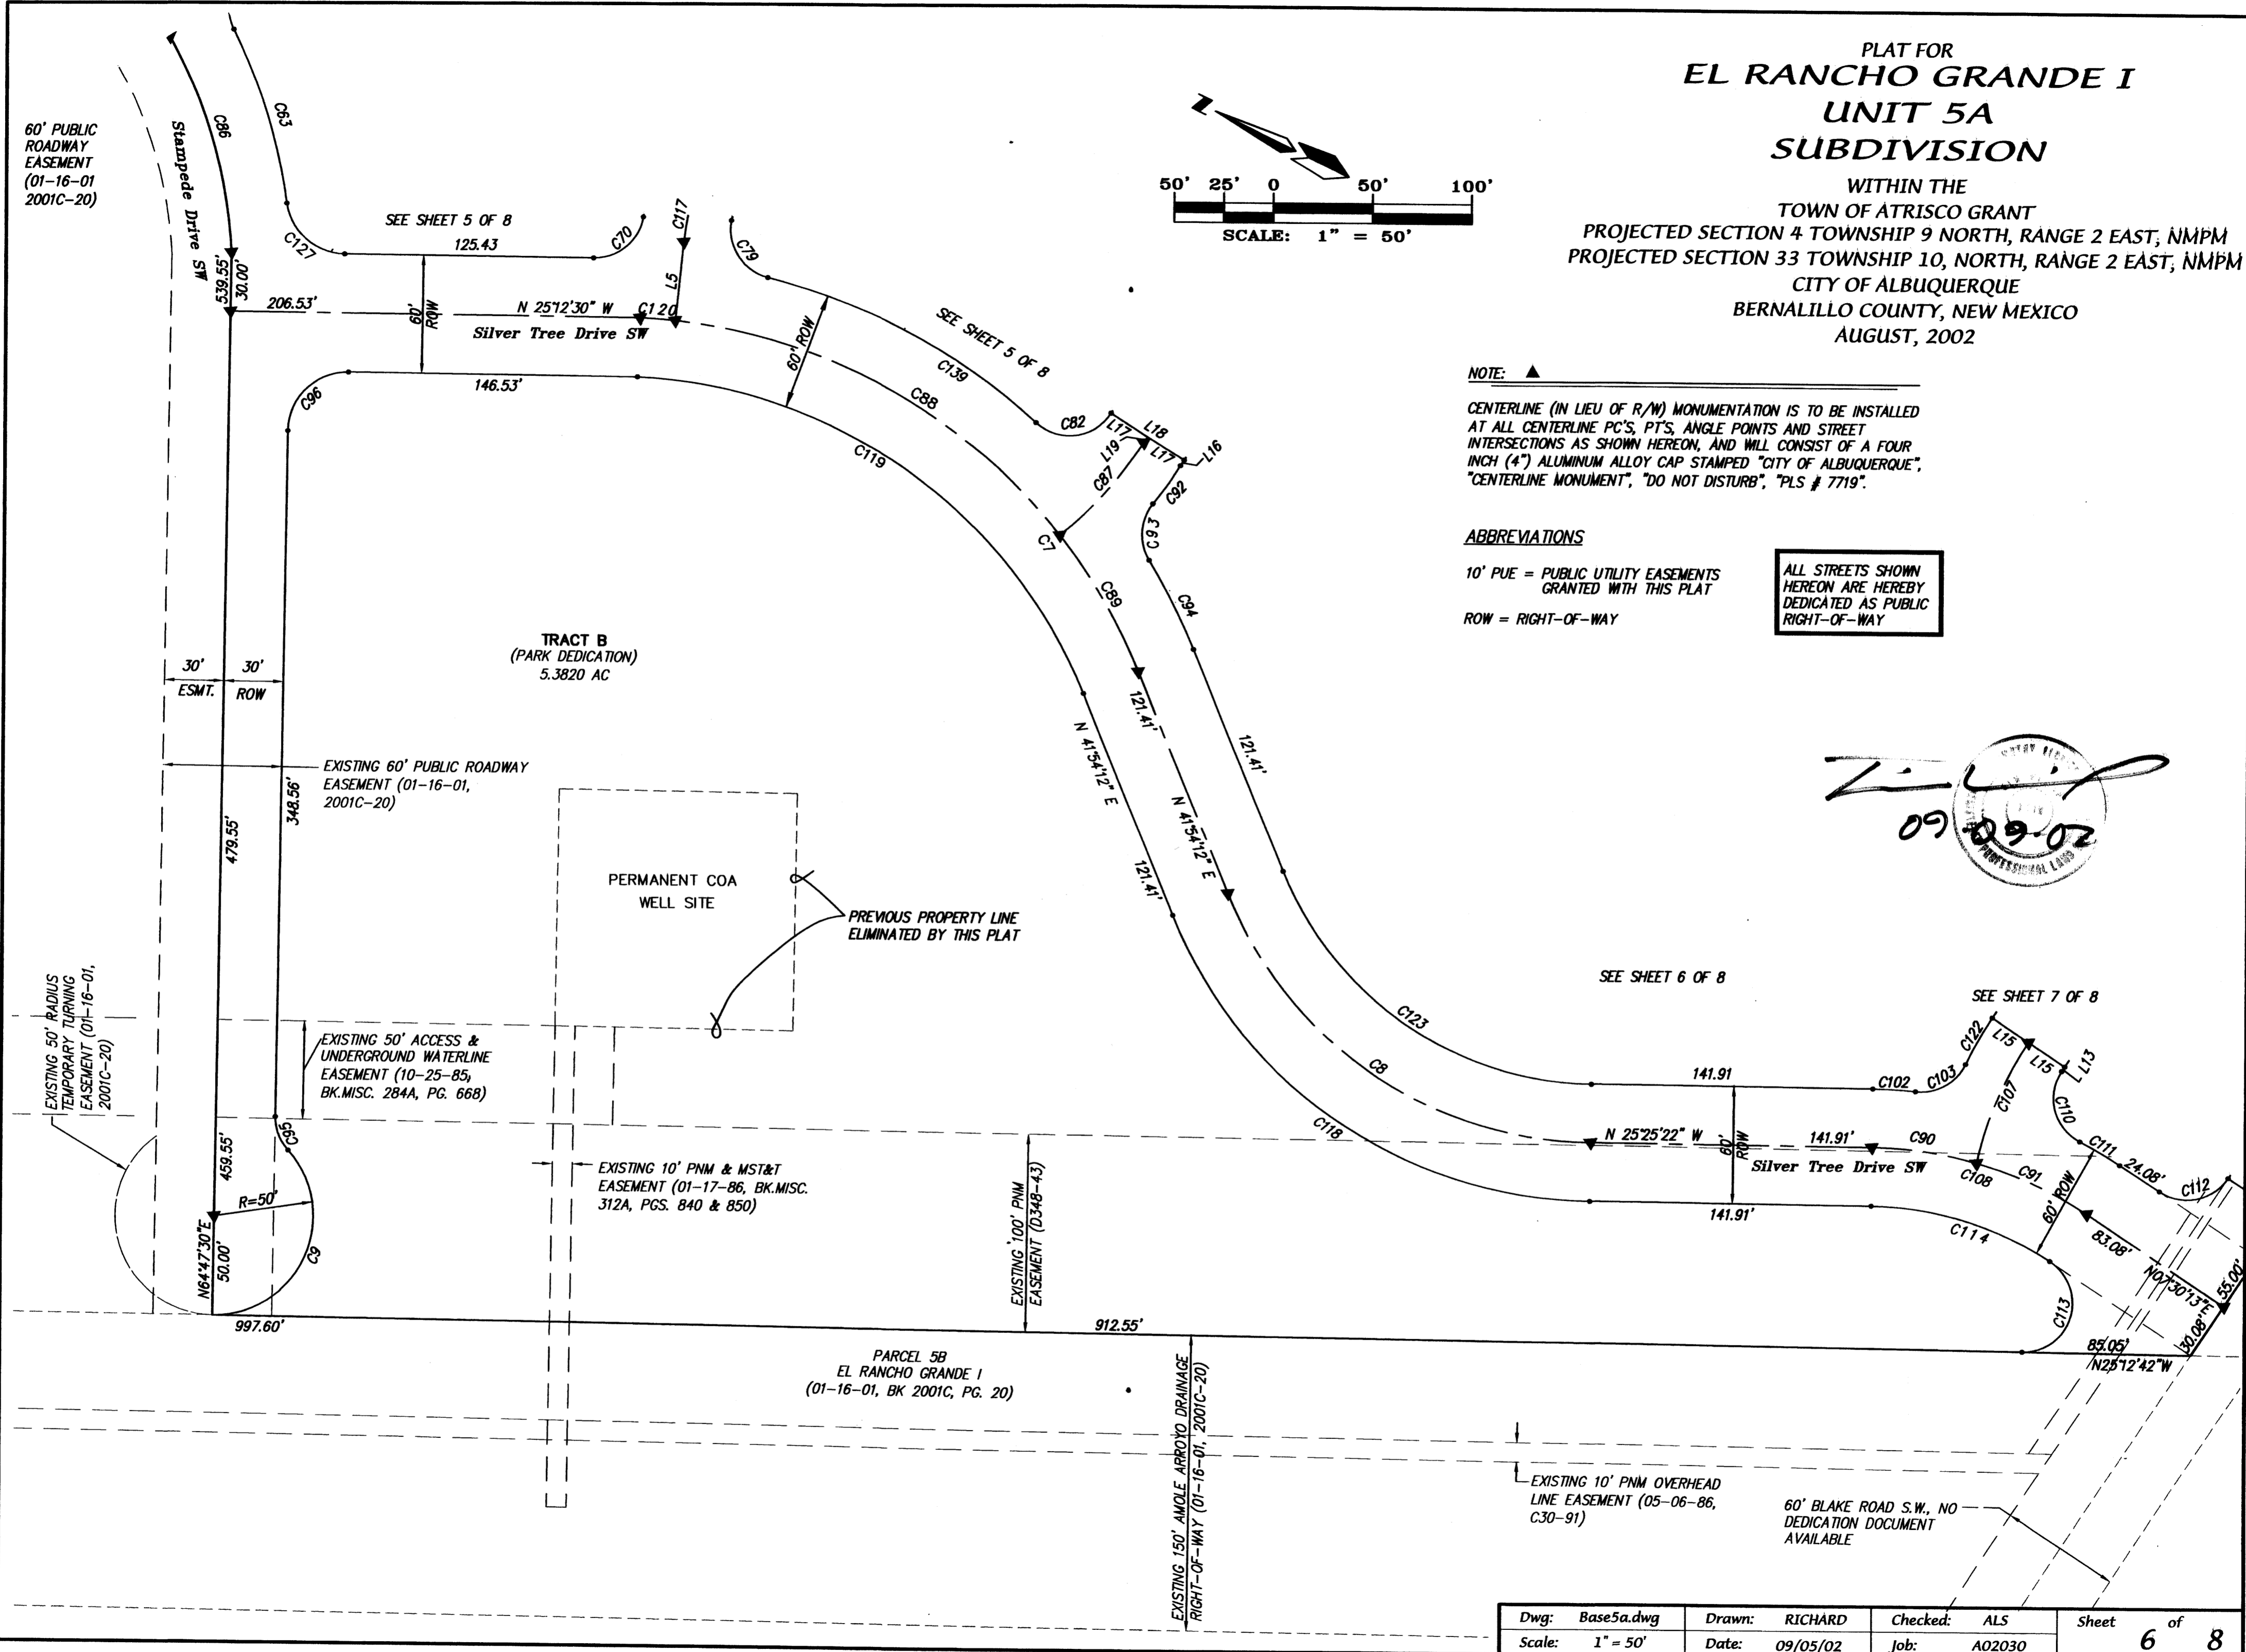 PLAT FOR
EL RANCHO GRANDE I
UNIT 5A
SUBDIVISION
WITHIN THE
TOWN OF ATRISCO GRANT
PROJECTED SECTION 4 TOWNSHIP 9 NORTH, RANGE 2 EAST, NMPM
PROJECTED SECTION 33 TOWNSHIP 10, NORTH, RANGE 2 EAST, NMPM
CITY OF ALBUQUERQUE
BERNALILLO COUNTY, NEW MEXICO
AUGUST, 2002
Z
50' 25' 0 50' 100'
SCALE: 1" = 50'
NOTE:
CENTERLINE (IN LIEU OF R/W) MONUMENTATION IS TO BE INSTALLED
AT ALL CENTERLINE PC'S, PT'S, ANGLE POINTS AND STREET
INTERSECTIONS AS SHOWN HEREON, AND WILL CONSIST OF A FOUR
INCH (4") ALUMINUM ALLOY CAP STAMPED "CITY OF ALBUQUERQUE",
"CENTERLINE MONUMENT", "DO NOT DISTURB", "PLS # 7719".
ABBREVIATIONS
10' PUE = PUBLIC UTILITY EASEMENTS
GRANTED WITH THIS PLAT
ROW = RIGHT-OF-WAY
ALL STREETS SHOWN
HEREON ARE HEREBY
DEDICATED AS PUBLIC
RIGHT-OF-WAY
PROFESSIONAL LAND
60' PUBLIC
ROADWAY
EASEMENT
(01-16-01
2001C-20)
Stampede Drive SW
C86
C63
C127
SEE SHEET 5 OF 8
125.43
C70
C117
C79
L5
539.55'
30.00'
206.53'
60'
ROW
N 25°12'30" W
C120
Silver Tree Drive SW
146.53'
C96
60' ROW
SEE SHEET 5 OF 8
C139
C88
C82
L17
L18
L19
L17
L16
C87
C92
C93
C119
C7
C89
C94
TRACT B
(PARK DEDICATION)
5.3820 AC
30'
ESMT.
30'
ROW
121.41'
N 41°54'12" E
121.41'
N 41°54'12" E
121.41'
EXISTING 60' PUBLIC ROADWAY
EASEMENT (01-16-01,
2001C-20)
348.56'
479.55'
PERMANENT COA
WELL SITE
PREVIOUS PROPERTY LINE
ELIMINATED BY THIS PLAT
EXISTING 50' RADIUS
TEMPORARY TURNING
EASEMENT (01-16-01,
2001C-20)
EXISTING 50' ACCESS &
UNDERGROUND WATERLINE
EASEMENT (10-25-85,
BK.MISC. 284A, PG. 668)
C95
459.55'
R=50'
C9
N64°47'30"E
50.00'
EXISTING 10' PNM & MST&T
EASEMENT (01-17-86, BK.MISC.
312A, PGS. 840 & 850)
EXISTING 100' PNM
EASEMENT (D348-43)
SEE SHEET 6 OF 8
SEE SHEET 7 OF 8
C123
C8
C118
141.91
C102
C103
C122
L15
L15
L13
C107
C110
N 25°25'22" W
60'
ROW
141.91'
C90
Silver Tree Drive SW
C108
C91
C111
24.08'
C112
141.91'
C114
60' ROW
83.08'
N07°30'13"E
55.00'
C113
30.08'
85.05'
N25°12'42"W
997.60'
912.55'
PARCEL 5B
EL RANCHO GRANDE I
(01-16-01, BK 2001C, PG. 20)
EXISTING 150' AMOLE ARROYO DRAINAGE
RIGHT-OF-WAY (01-16-01, 2001C-20)
EXISTING 10' PNM OVERHEAD
LINE EASEMENT (05-06-86,
C30-91)
60' BLAKE ROAD S.W., NO
DEDICATION DOCUMENT
AVAILABLE
Dwg: Base5a.dwg Drawn: RICHARD Checked: ALS Sheet 6 of 8
Scale: 1" = 50' Date: 09/05/02 Job: A02030